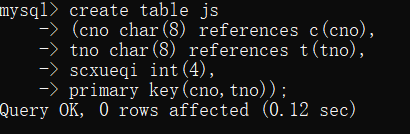 mysql> create table js
    -> (cno char(8) references c(cno),
    -> tno char(8) references t(tno),
    -> scxueqi int(4),
    -> primary key(cno,tno));
Query OK, 0 rows affected (0.12 sec)